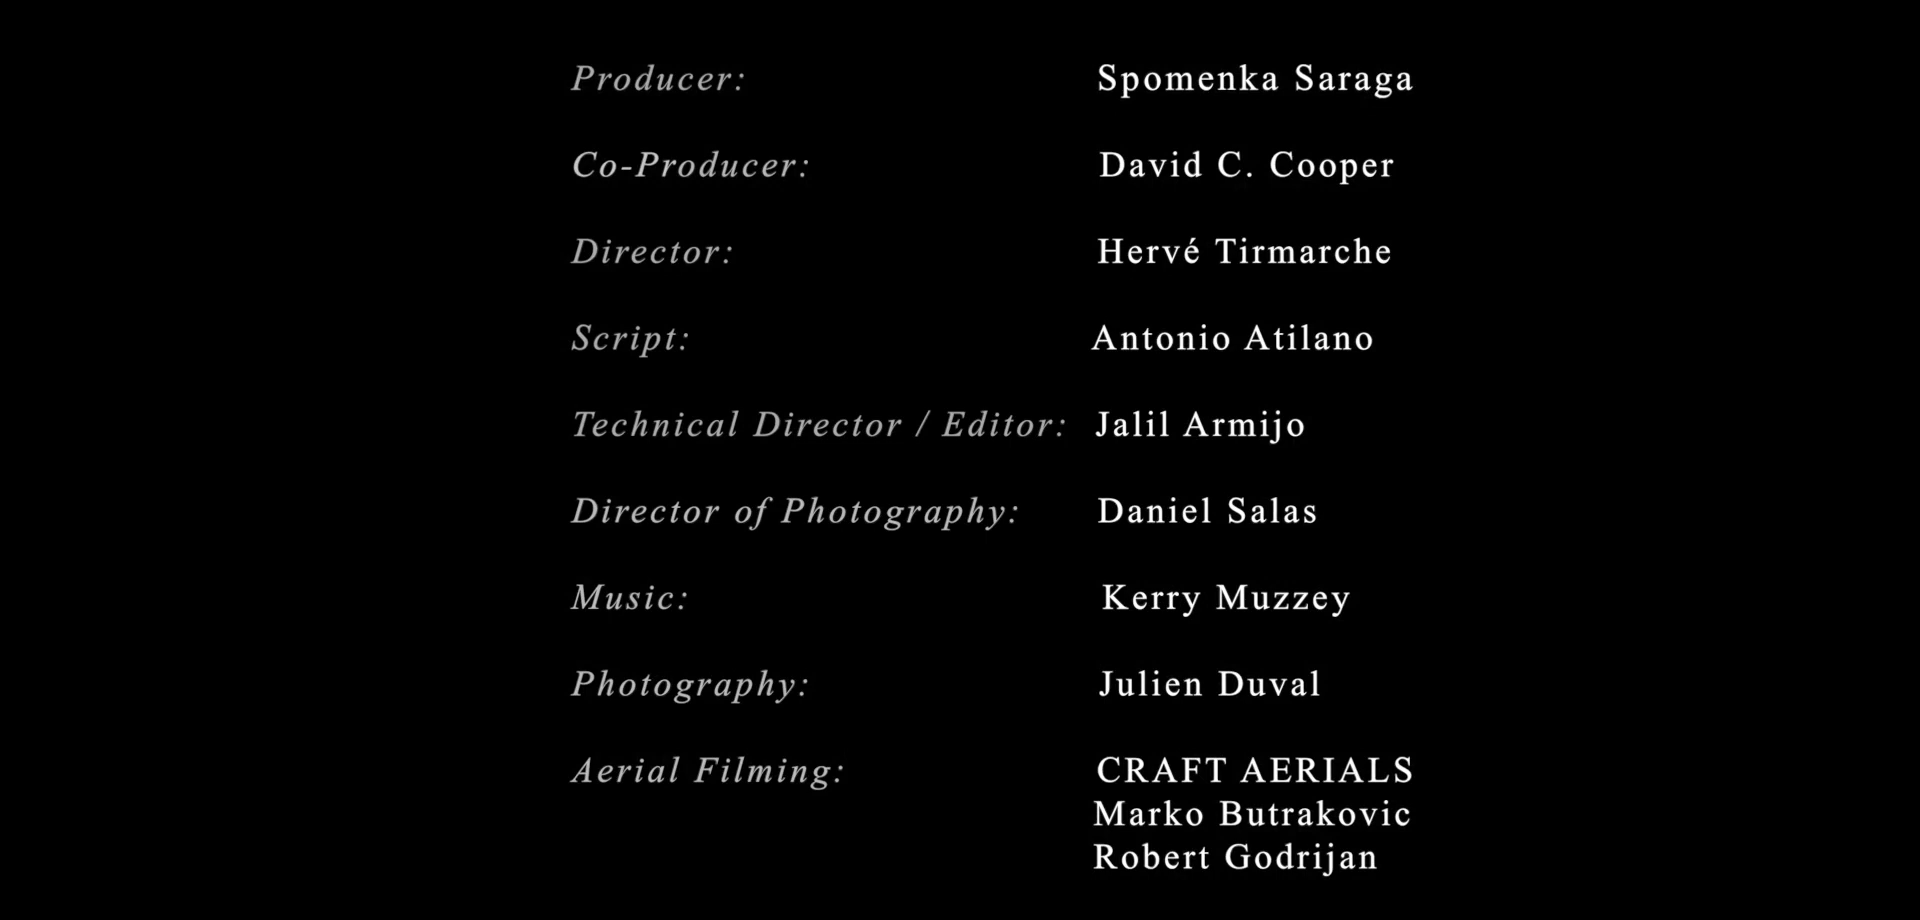 Producer: Spomenka Saraga
Co-Producer: David C. Cooper
Director: Hervé Tirmarche
Script: Antonio Atilano
Technical Director / Editor: Jalil Armijo
Director of Photography: Daniel Salas
Music: Kerry Muzzey
Photography: Julien Duval
Aerial Filming: CRAFT AERIALS
Marko Butrakovic
Robert Godrijan